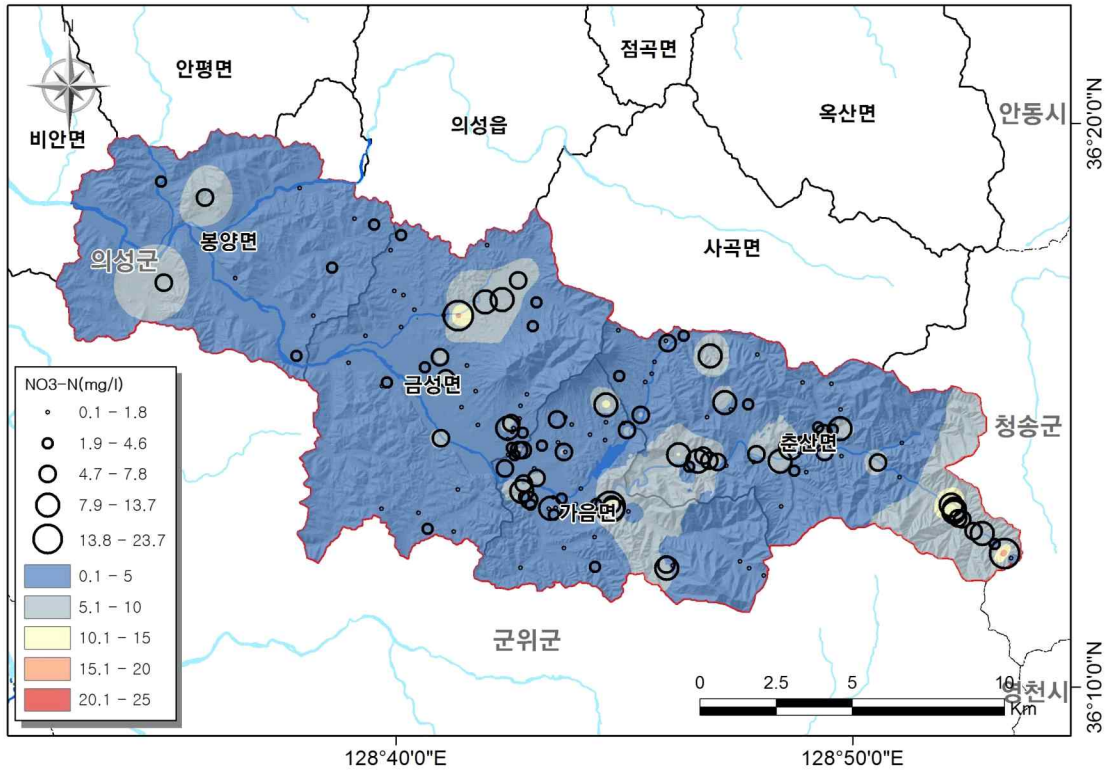 N
안평면
점곡면
비안면
의성읍
옥산면
안동시
36°20'0"N
봉양면
의성군
사곡면
금성면
춘산면
청송군
가음면
군위군
영천시
36°10'0"N
NO3-N(mg/l)
0.1 - 1.8
1.9 - 4.6
4.7 - 7.8
7.9 - 13.7
13.8 - 23.7
0.1 - 5
5.1 - 10
10.1 - 15
15.1 - 20
20.1 - 25
0 2.5 5 10
Km
128°40'0"E
128°50'0"E